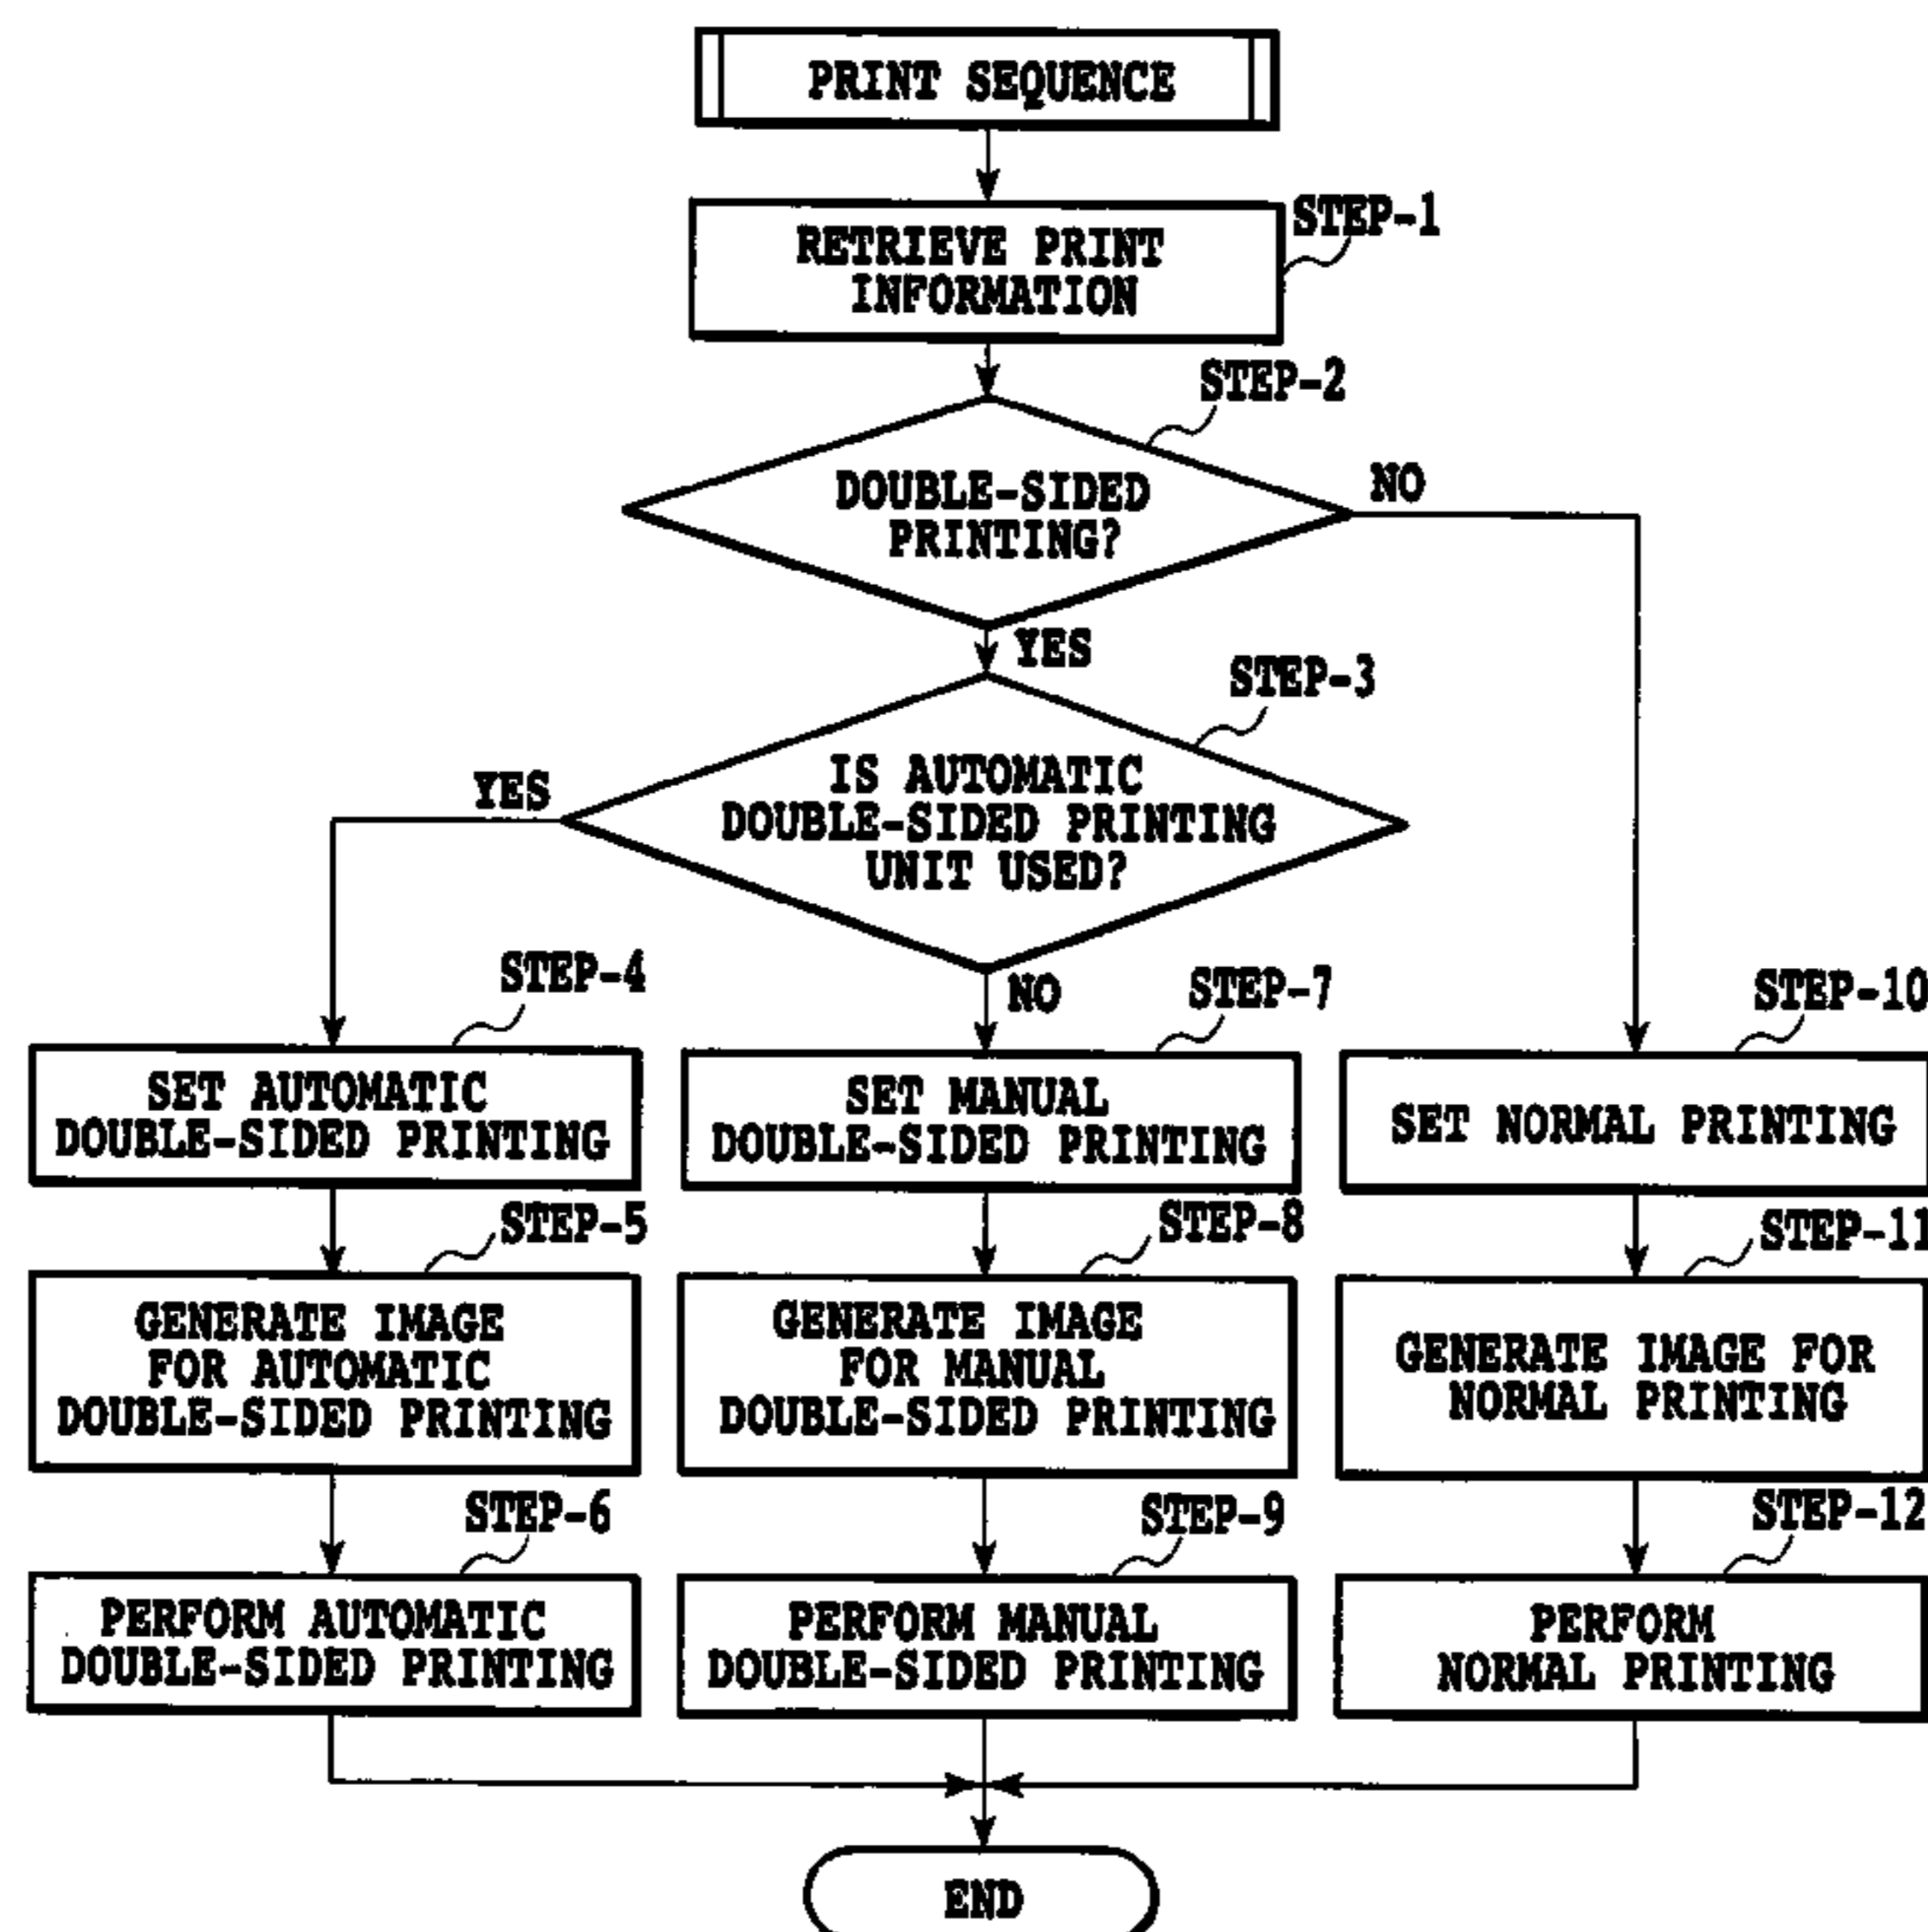 PRINT SEQUENCE
STEP-1
RETRIEVE PRINT
INFORMATION
STEP-2
DOUBLE-SIDED
PRINTING?
NO
YES
STEP-3
IS AUTOMATIC
DOUBLE-SIDED PRINTING
UNIT USED?
YES
NO
STEP-4
SET AUTOMATIC
DOUBLE-SIDED PRINTING
STEP-5
GENERATE IMAGE
FOR AUTOMATIC
DOUBLE-SIDED PRINTING
STEP-6
PERFORM AUTOMATIC
DOUBLE-SIDED PRINTING
STEP-7
SET MANUAL
DOUBLE-SIDED PRINTING
STEP-8
GENERATE IMAGE
FOR MANUAL
DOUBLE-SIDED PRINTING
STEP-9
PERFORM MANUAL
DOUBLE-SIDED PRINTING
STEP-10
SET NORMAL PRINTING
STEP-11
GENERATE IMAGE FOR
NORMAL PRINTING
STEP-12
PERFORM
NORMAL PRINTING
END